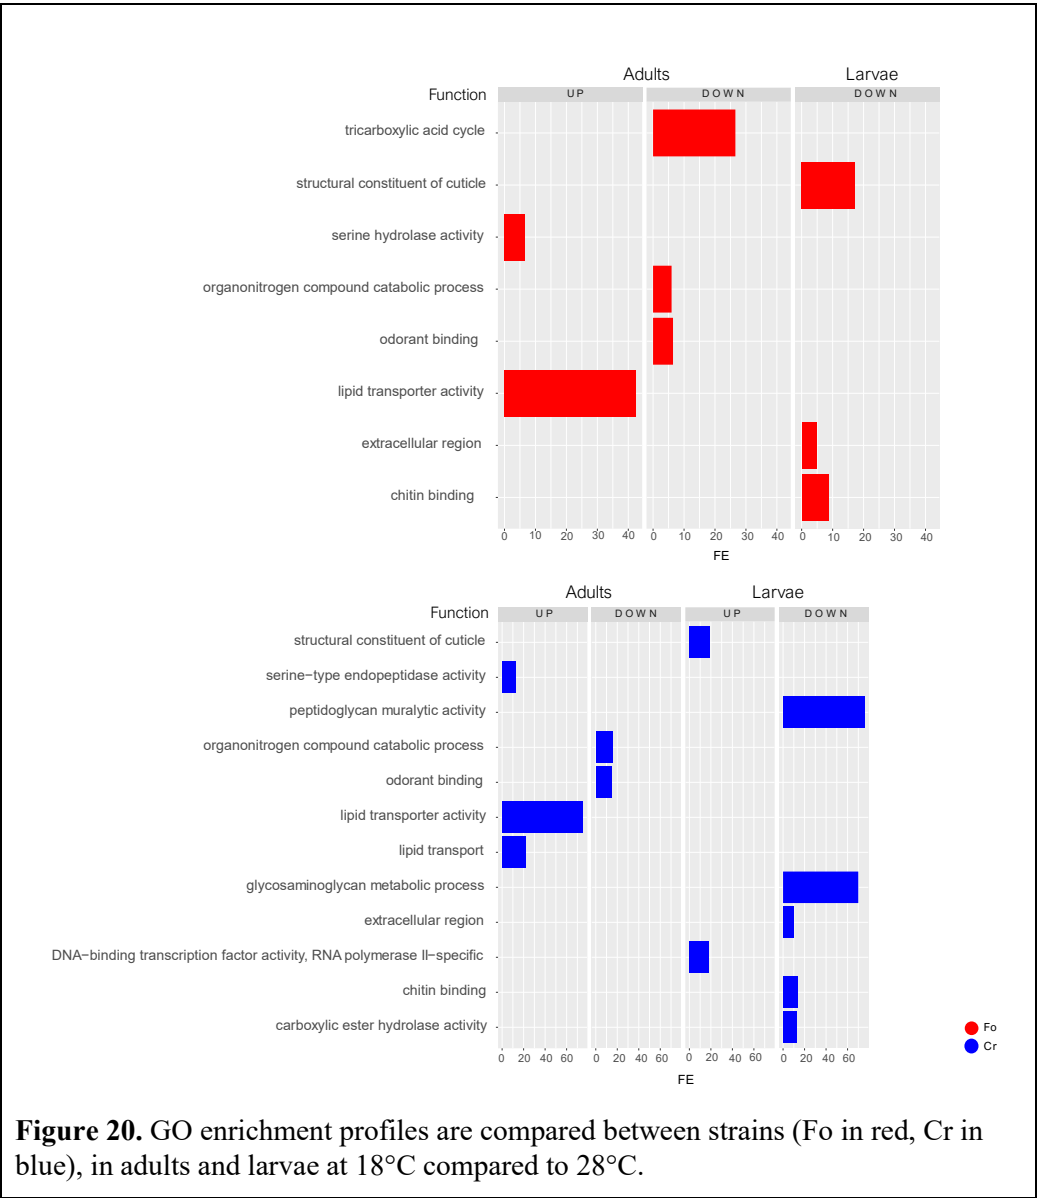 Adults Larvae
Function UP DOWN DOWN
tricarboxylic acid cycle
structural constituent of cuticle
serine hydrolase activity
organonitrogen compound catabolic process
odorant binding
lipid transporter activity
extracellular region
chitin binding
0 10 20 30 40 0 10 20 30 40 0 10 20 30 40
FE
Adults Larvae
Function UP DOWN UP DOWN
structural constituent of cuticle
serine−type endopeptidase activity
peptidoglycan muralytic activity
organonitrogen compound catabolic process
odorant binding
lipid transporter activity
lipid transport
glycosaminoglycan metabolic process
extracellular region
DNA−binding transcription factor activity, RNA polymerase II−specific
chitin binding
carboxylic ester hydrolase activity
0 20 40 60 0 20 40 60 0 20 40 60 0 20 40 60
FE
Fo
Cr
Figure 20. GO enrichment profiles are compared between strains (Fo in red, Cr in
blue), in adults and larvae at 18°C compared to 28°C.